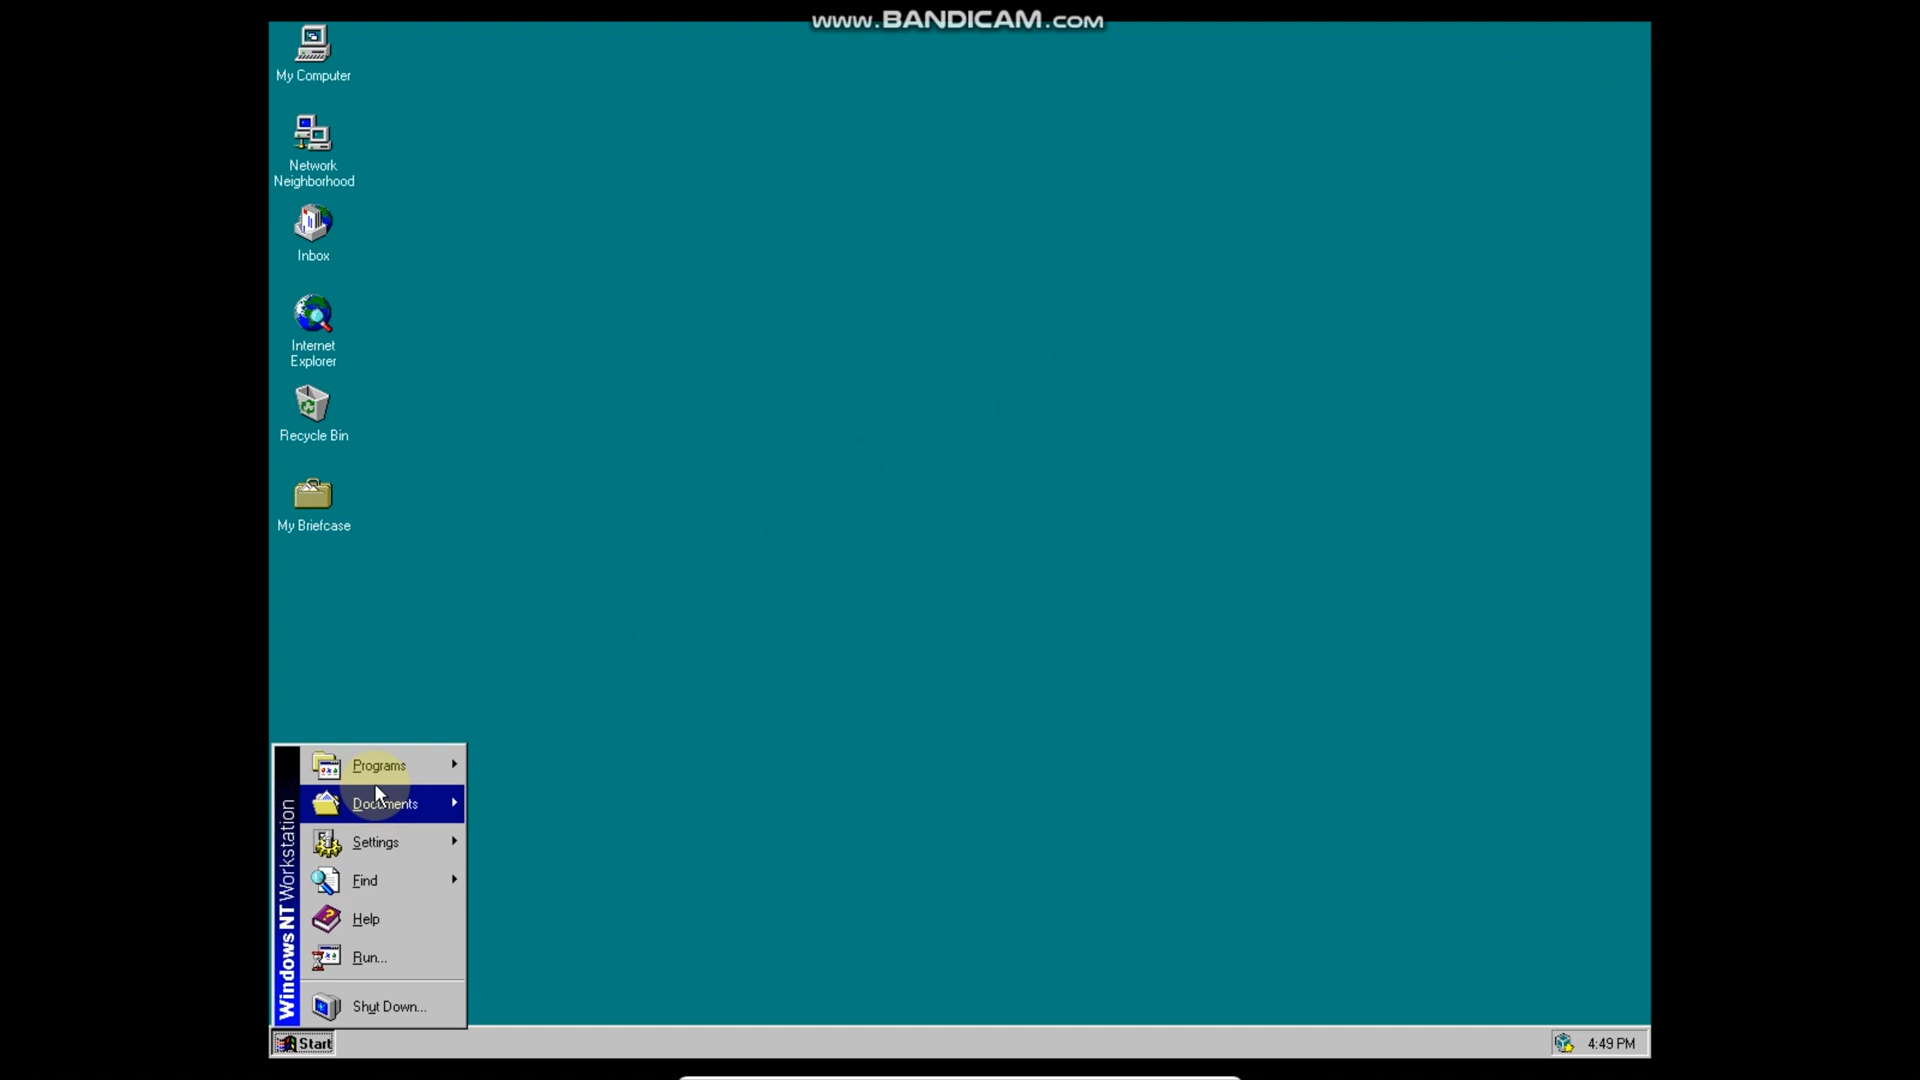 www.BANDICAM.com
My Computer
Network
Neighborhood
Inbox
Internet
Explorer
Recycle Bin
My Briefcase
Windows NT Workstation
Programs
Documents
Settings
Find
Help
Run...
Shut Down...
Start
4:49 PM